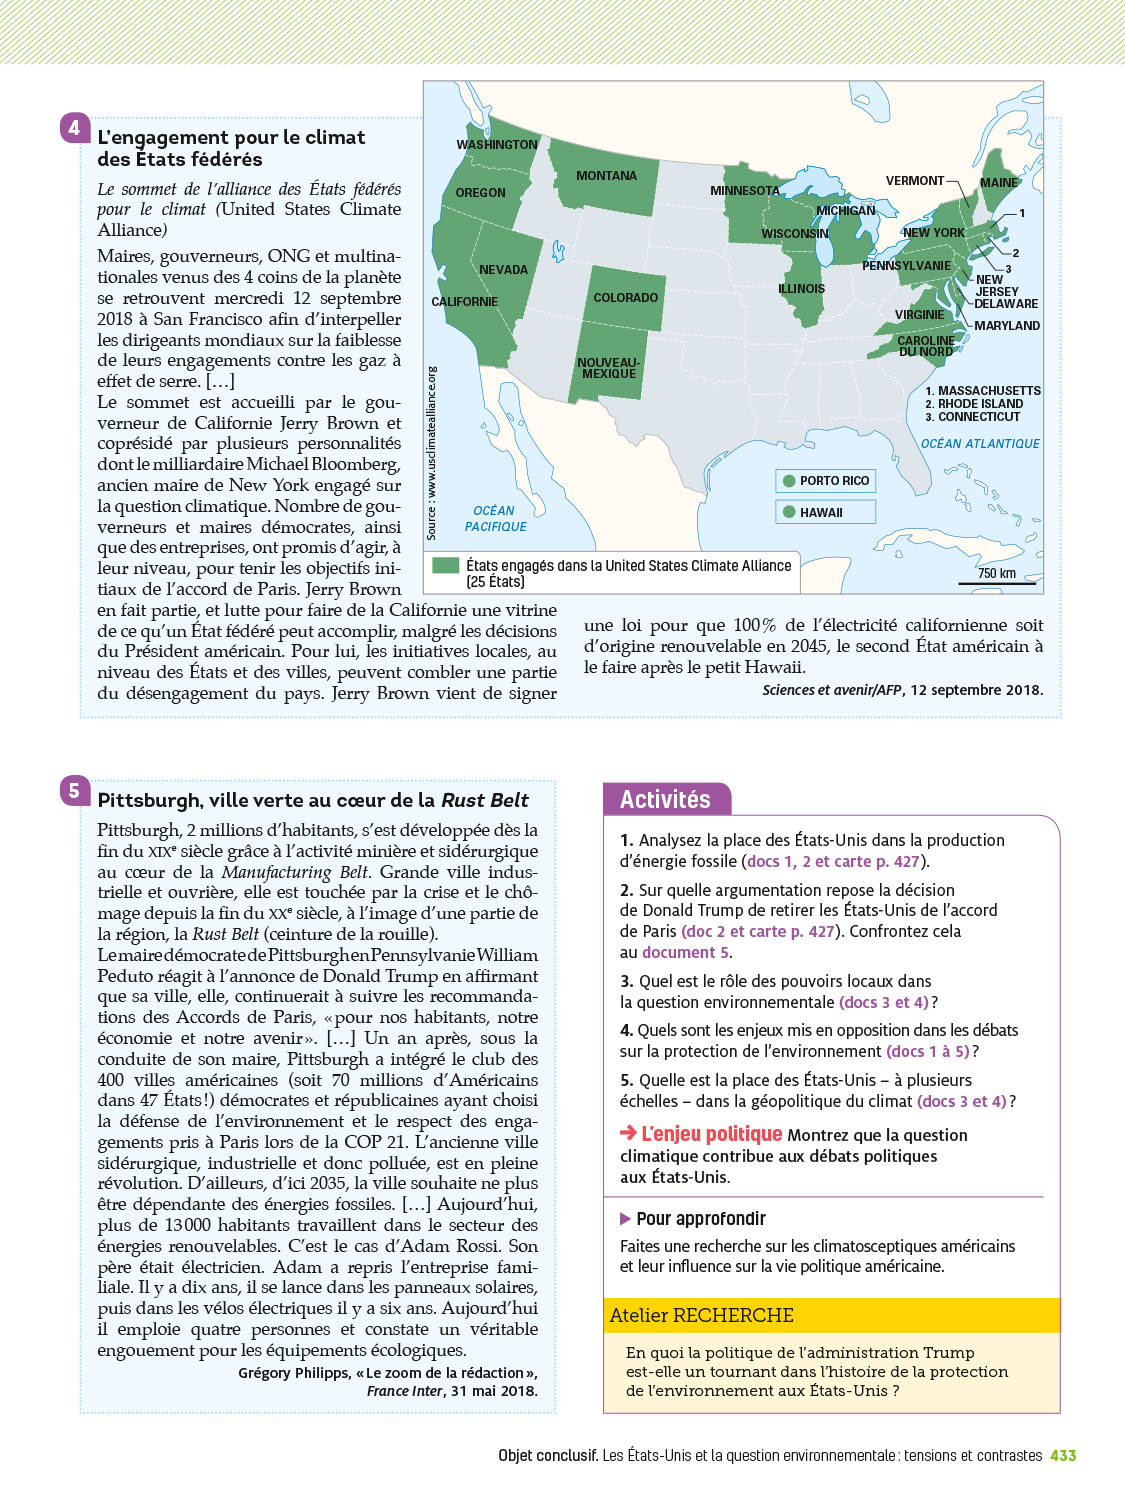 4
L'engagement pour le climat
des États fédérés
Le sommet de l'alliance des États fédérés
pour le climat (United States Climate
Alliance)
Maires, gouverneurs, ONG et multina-
tionales venus des 4 coins de la planète
se retrouvent mercredi 12 septembre
2018 à San Francisco afin d'interpeller
les dirigeants mondiaux sur la faiblesse
de leurs engagements contre les gaz à
effet de serre. […]
Le sommet est accueilli par le gou-
verneur de Californie Jerry Brown et
coprésidé par plusieurs personnalités
dont le milliardaire Michael Bloomberg,
ancien maire de New York engagé sur
la question climatique. Nombre de gou-
verneurs et maires démocrates, ainsi
que des entreprises, ont promis d'agir, à
leur niveau, pour tenir les objectifs ini-
tiaux de l'accord de Paris. Jerry Brown
en fait partie, et lutte pour faire de la Californie une vitrine
de ce qu'un État fédéré peut accomplir, malgré les décisions
du Président américain. Pour lui, les initiatives locales, au
niveau des États et des villes, peuvent combler une partie
du désengagement du pays. Jerry Brown vient de signer
une loi pour que 100% de l'électricité californienne soit
d'origine renouvelable en 2045, le second État américain à
le faire après le petit Hawaii.
Sciences et avenir/AFP, 12 septembre 2018.
WASHINGTON
OREGON
MONTANA
MINNESOTA
MICHIGAN
WISCONSIN
VERMONT
MAINE
NEW YORK
1
2
3
NEVADA
CALIFORNIE
COLORADO
ILLINOIS
PENNSYLVANIE
NEW
JERSEY
DELAWARE
MARYLAND
VIRGINIE
CAROLINE
DU NORD
NOUVEAU-
MEXIQUE
1. MASSACHUSETTS
2. RHODE ISLAND
3. CONNECTICUT
OCÉAN ATLANTIQUE
OCÉAN
PACIFIQUE
PORTO RICO
HAWAII
Source : www.usclimatealliance.org
États engagés dans la United States Climate Alliance
(25 États)
750 km
5
Pittsburgh, ville verte au cœur de la Rust Belt
Pittsburgh, 2 millions d'habitants, s'est développée dès la
fin du XIXe siècle grâce à l'activité minière et sidérurgique
au cœur de la Manufacturing Belt. Grande ville indus-
trielle et ouvrière, elle est touchée par la crise et le chô-
mage depuis la fin du XXe siècle, à l'image d'une partie de
la région, la Rust Belt (ceinture de la rouille).
Le maire démocrate de Pittsburgh en Pennsylvanie William
Peduto réagit à l'annonce de Donald Trump en affirmant
que sa ville, elle, continuerait à suivre les recommanda-
tions des Accords de Paris, «pour nos habitants, notre
économie et notre avenir». […] Un an après, sous la
conduite de son maire, Pittsburgh a intégré le club des
400 villes américaines (soit 70 millions d'Américains
dans 47 États!) démocrates et républicaines ayant choisi
la défense de l'environnement et le respect des enga-
gements pris à Paris lors de la COP 21. L'ancienne ville
sidérurgique, industrielle et donc polluée, est en pleine
révolution. D'ailleurs, d'ici 2035, la ville souhaite ne plus
être dépendante des énergies fossiles. […] Aujourd'hui,
plus de 13 000 habitants travaillent dans le secteur des
énergies renouvelables. C'est le cas d'Adam Rossi. Son
père était électricien. Adam a repris l'entreprise fami-
liale. Il y a dix ans, il se lance dans les panneaux solaires,
puis dans les vélos électriques il y a six ans. Aujourd'hui
il emploie quatre personnes et constate un véritable
engouement pour les équipements écologiques.
Grégory Philipps, «Le zoom de la rédaction»,
France Inter, 31 mai 2018.
Activités
1. Analysez la place des États-Unis dans la production
d'énergie fossile (docs 1, 2 et carte p. 427).
2. Sur quelle argumentation repose la décision
de Donald Trump de retirer les États-Unis de l'accord
de Paris (doc 2 et carte p. 427). Confrontez cela
au document 5.
3. Quel est le rôle des pouvoirs locaux dans
la question environnementale (docs 3 et 4)?
4. Quels sont les enjeux mis en opposition dans les débats
sur la protection de l'environnement (docs 1 à 5)?
5. Quelle est la place des États-Unis – à plusieurs
échelles – dans la géopolitique du climat (docs 3 et 4)?
➔ L'enjeu politique Montrez que la question
climatique contribue aux débats politiques
aux États-Unis.
▶ Pour approfondir
Faites une recherche sur les climatosceptiques américains
et leur influence sur la vie politique américaine.
Atelier RECHERCHE
En quoi la politique de l'administration Trump
est-elle un tournant dans l'histoire de la protection
de l'environnement aux États-Unis ?
Objet conclusif. Les États-Unis et la question environnementale : tensions et contrastes 433